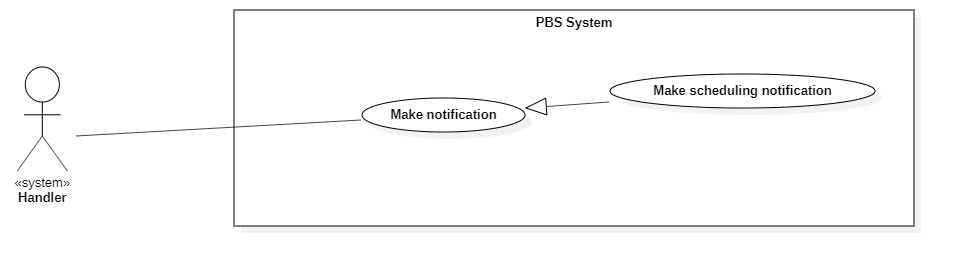 PBS System
Make scheduling notification
Make notification
«system»
Handler